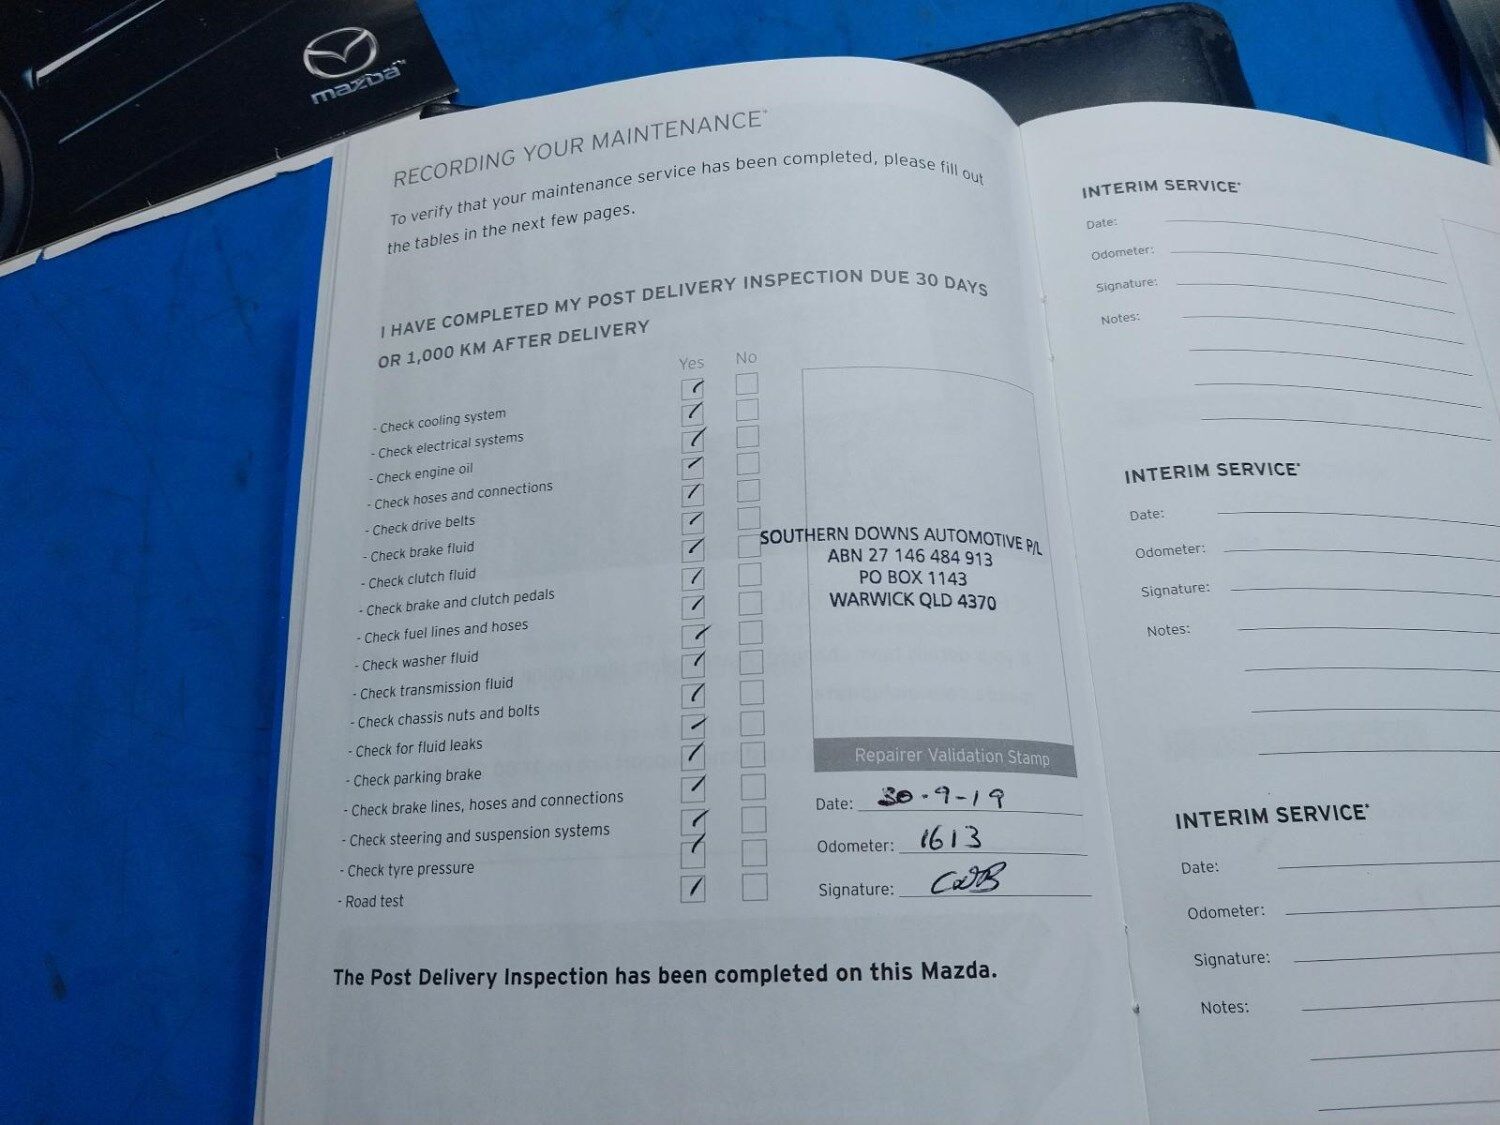 mazda
RECORDING YOUR MAINTENANCE*
To verify that your maintenance service has been completed, please fill out
the tables in the next few pages.
I HAVE COMPLETED MY POST DELIVERY INSPECTION DUE 30 DAYS
OR 1,000 KM AFTER DELIVERY
Yes No
- Check cooling system
- Check electrical systems
- Check engine oil
- Check hoses and connections
- Check drive belts
- Check brake fluid
- Check clutch fluid
- Check brake and clutch pedals
- Check fuel lines and hoses
- Check washer fluid
- Check transmission fluid
- Check chassis nuts and bolts
- Check for fluid leaks
- Check parking brake
- Check brake lines, hoses and connections
- Check steering and suspension systems
- Check tyre pressure
- Road test
SOUTHERN DOWNS AUTOMOTIVE P/L
ABN 27 146 484 913
PO BOX 1143
WARWICK QLD 4370
Repairer Validation Stamp
Date: 30-9-19
Odometer: 1613
Signature:
The Post Delivery Inspection has been completed on this Mazda.
INTERIM SERVICE*
Date:
Odometer:
Signature:
Notes:
INTERIM SERVICE*
Date:
Odometer:
Signature:
Notes:
INTERIM SERVICE*
Date:
Odometer:
Signature:
Notes: